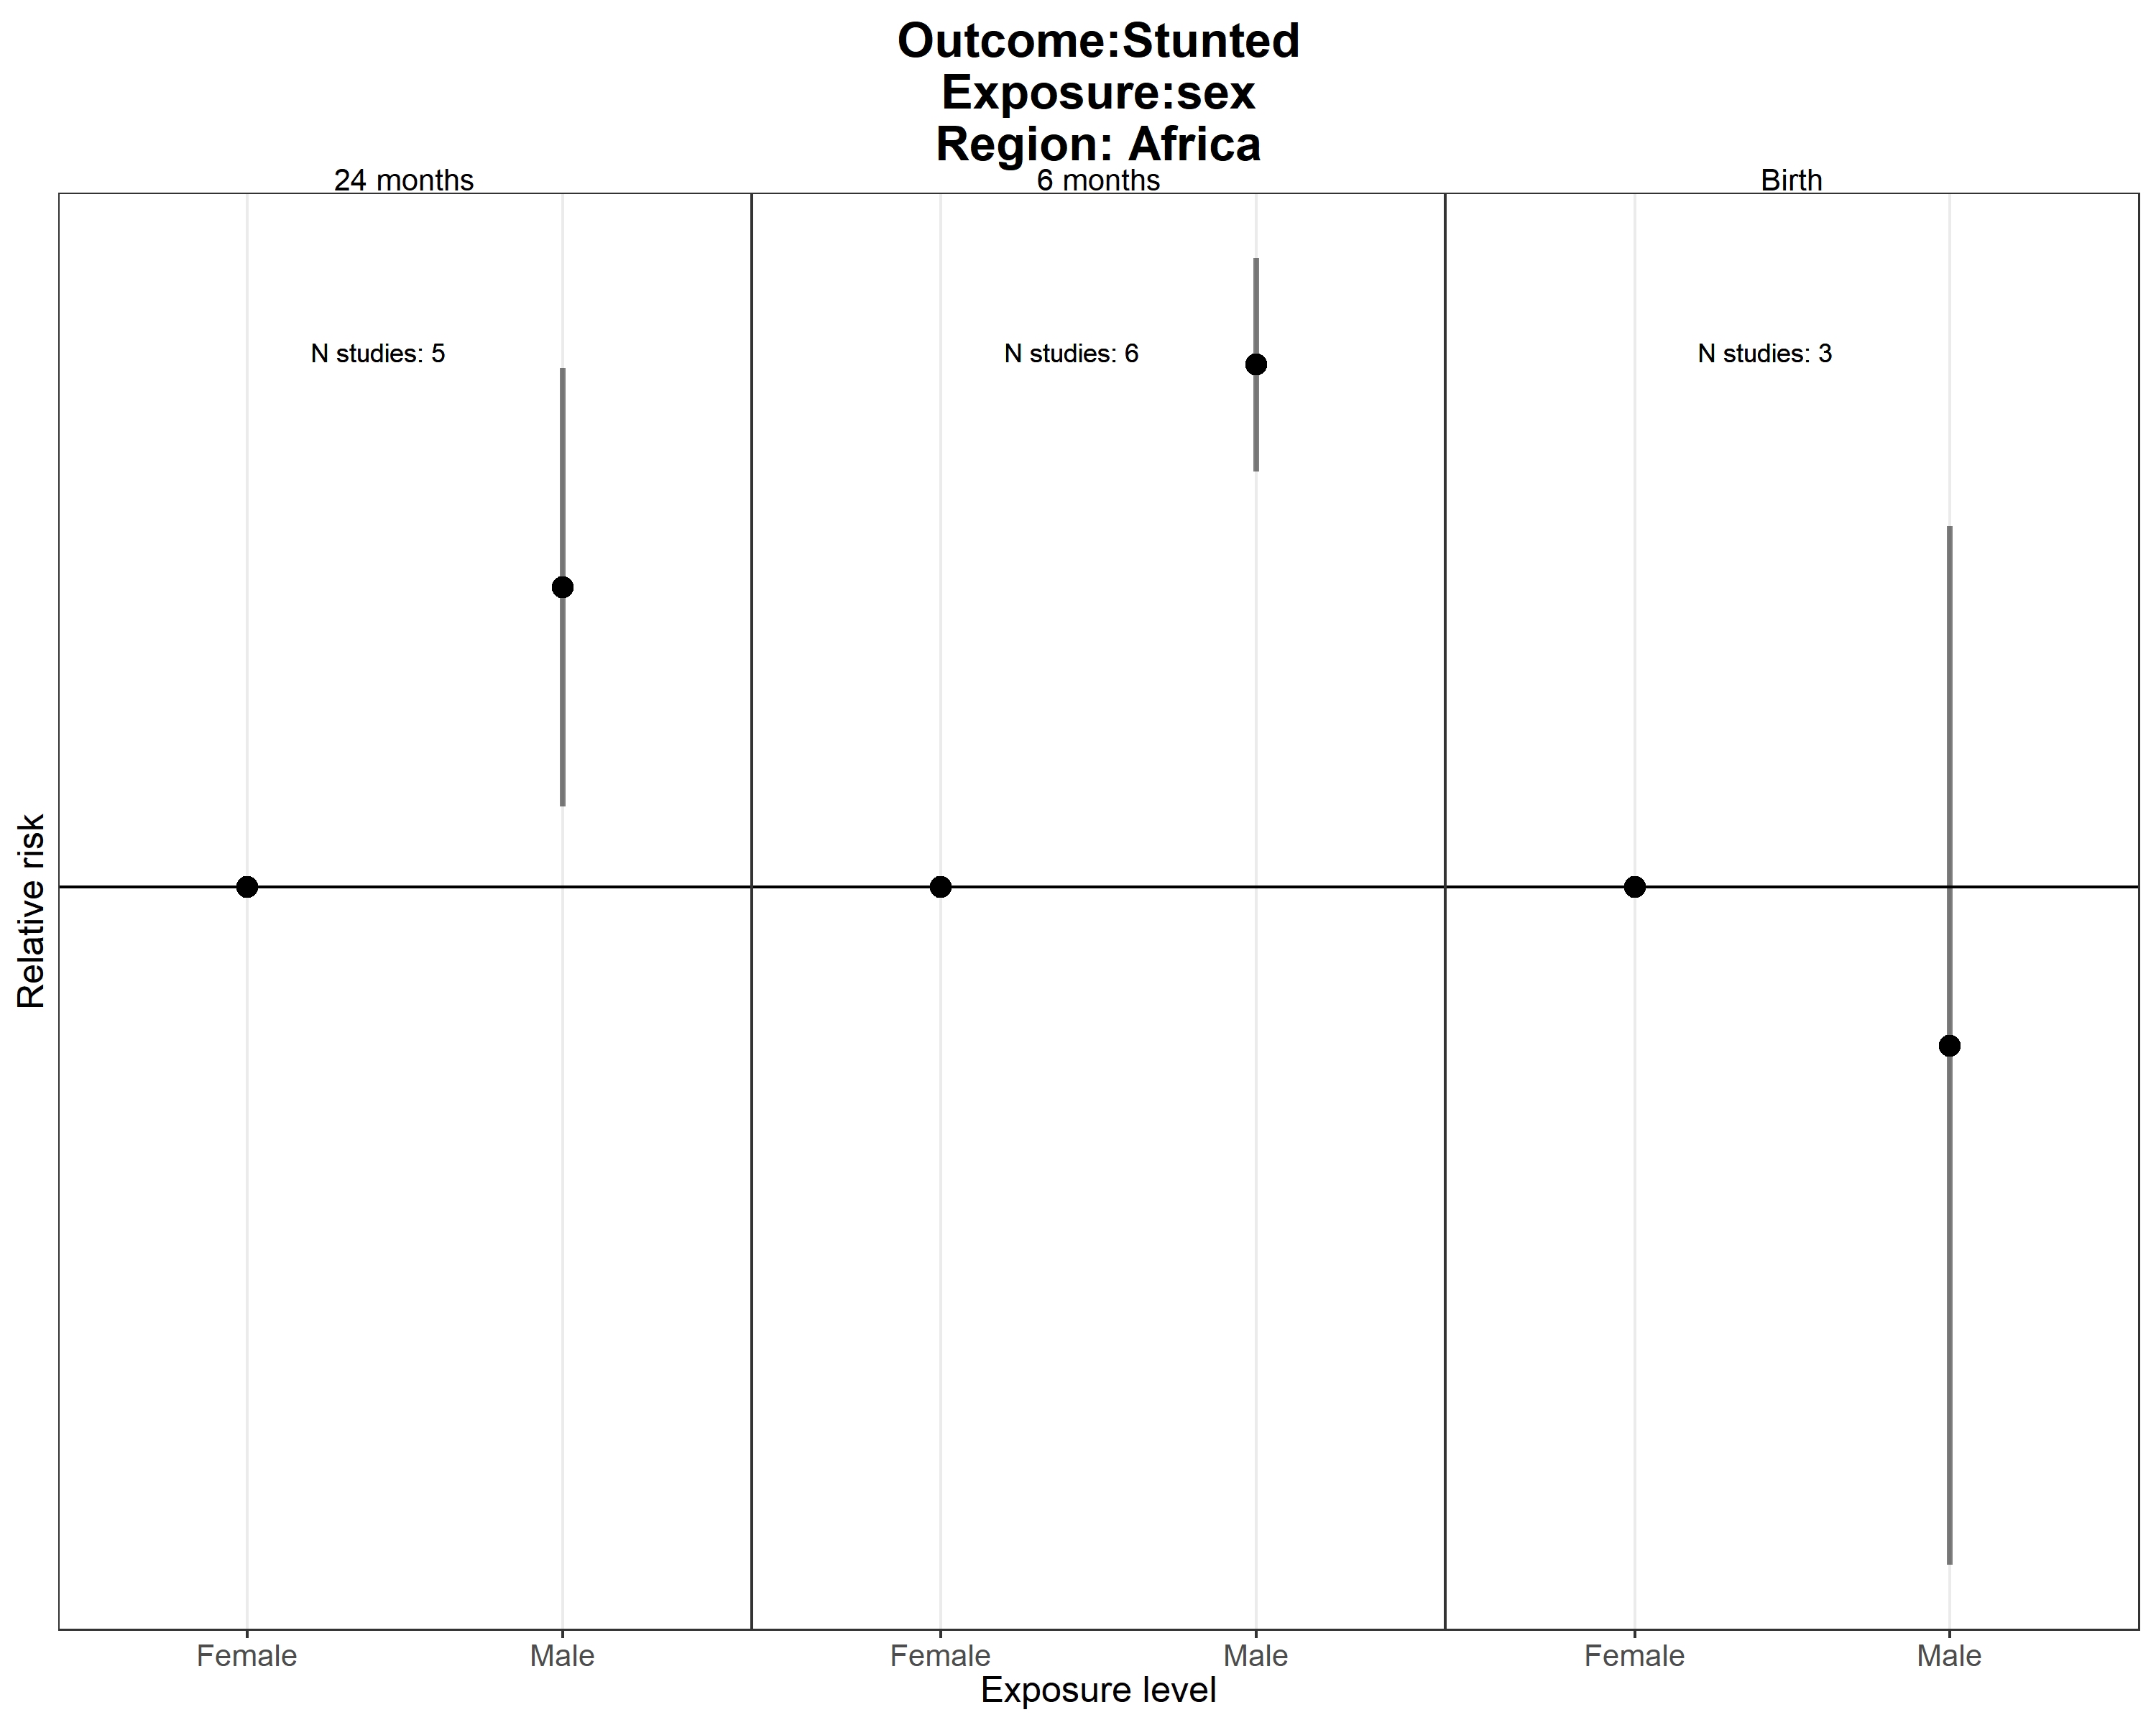 Outcome:Stunted
Exposure:sex
Region: Africa
24 months
6 months
Birth
N studies: 5
N studies: 6
N studies: 3
Relative risk
Female
Male
Female
Male
Female
Male
Exposure level